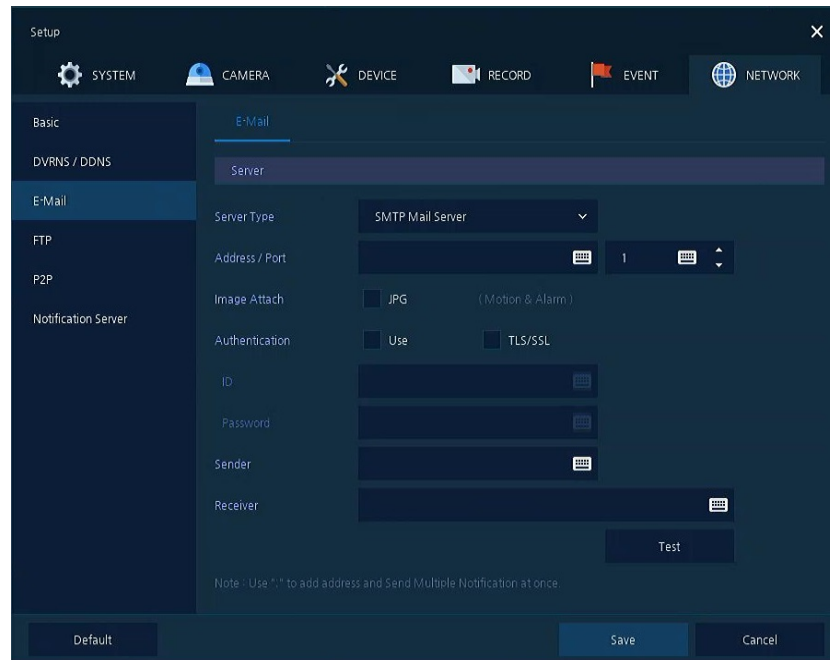 Setup
SYSTEM CAMERA DEVICE RECORD EVENT NETWORK
Basic
DVRNS / DDNS
E-Mail
FTP
P2P
Notification Server
E-Mail
Server
Server Type SMTP Mail Server
Address / Port 1
Image Attach JPG ( Motion & Alarm )
Authentication Use TLS/SSL
ID
Password
Sender
Receiver
Test
Note : Use "." to add address and Send Multiple Notification at once.
Default Save Cancel